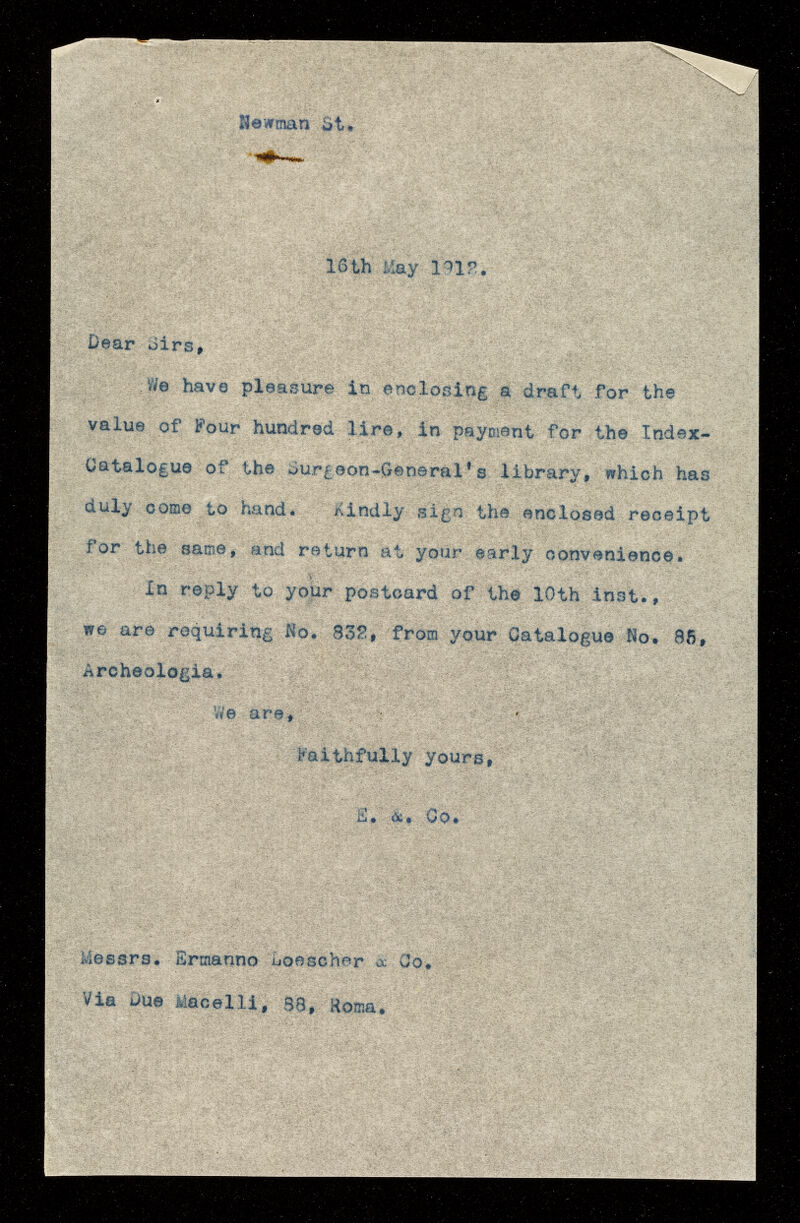 Newman St.
16th May 1912.
Dear Sirs,
We have pleasure in enclosing a draft for the
value of Four hundred lire, in payment for the Index-
Catalogue of the Surgeon-General's library, which has
duly come to hand. Kindly sign the enclosed receipt
for the same, and return at your early convenience.
In reply to your postcard of the 10th inst.,
we are requiring No. 832, from your Catalogue No. 85,
Archeologia.
We are,
Faithfully yours,
E. &. Co.
Messrs. Ermanno Loescher & Co.
Via Due Macelli, 88, Roma.